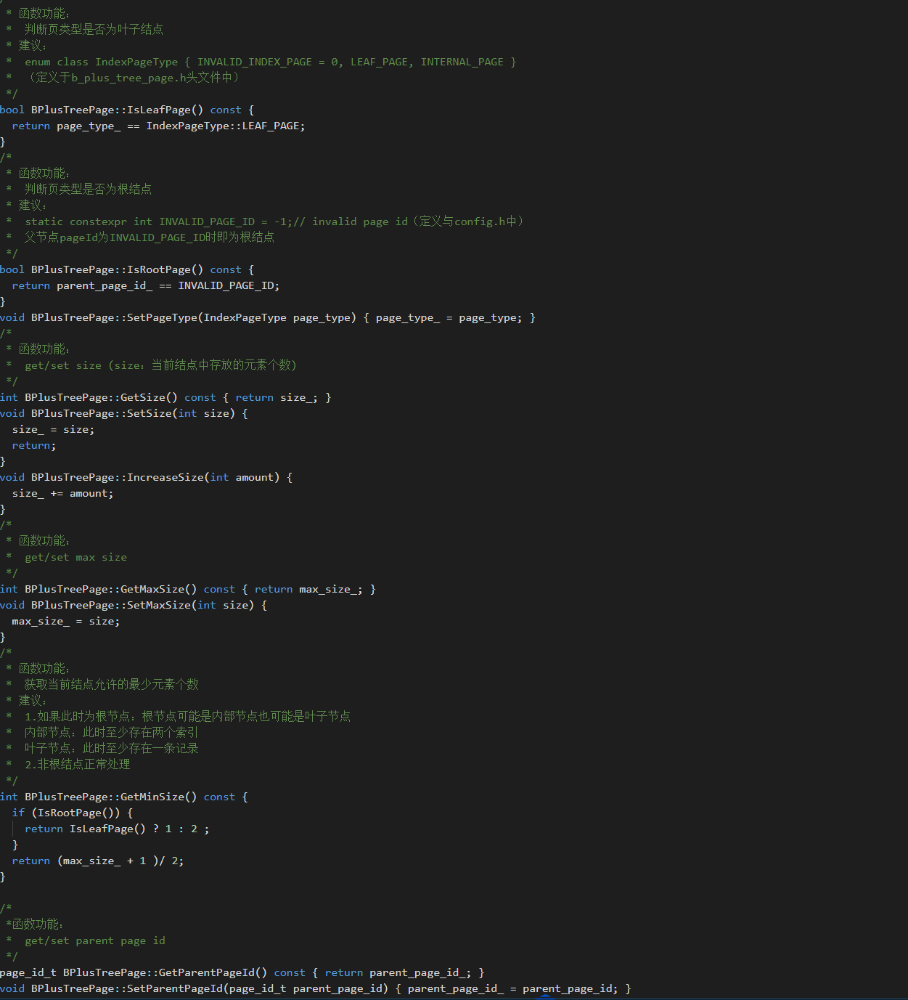 * 函数功能：
*  判断页类型是否为叶子结点
* 建议：
*  enum class IndexPageType { INVALID_INDEX_PAGE = 0, LEAF_PAGE, INTERNAL_PAGE }
*  （定义于b_plus_tree_page.h头文件中）
*/
bool BPlusTreePage::IsLeafPage() const {
  return page_type_ == IndexPageType::LEAF_PAGE;
}
/*
* 函数功能：
*  判断页类型是否为根结点
* 建议：
*  static constexpr int INVALID_PAGE_ID = -1;// invalid page id（定义与config.h中）
*  父节点pageId为INVALID_PAGE_ID时即为根结点
*/
bool BPlusTreePage::IsRootPage() const {
  return parent_page_id_ == INVALID_PAGE_ID;
}
void BPlusTreePage::SetPageType(IndexPageType page_type) { page_type_ = page_type; }
/*
* 函数功能：
*  get/set size (size：当前结点中存放的元素个数)
*/
int BPlusTreePage::GetSize() const { return size_; }
void BPlusTreePage::SetSize(int size) {
  size_ = size;
  return;
}
void BPlusTreePage::IncreaseSize(int amount) {
  size_ += amount;
}
/*
* 函数功能：
*  get/set max size
*/
int BPlusTreePage::GetMaxSize() const { return max_size_; }
void BPlusTreePage::SetMaxSize(int size) {
  max_size_ = size;
}
/*
* 函数功能：
*  获取当前结点允许的最少元素个数
* 建议：
*  1.如果此时为根节点：根节点可能是内部节点也可能是叶子节点
*  内部节点：此时至少存在两个索引
*  叶子节点：此时至少存在一条记录
*  2.非根结点正常处理
*/
int BPlusTreePage::GetMinSize() const {
  if (IsRootPage()) {
    return IsLeafPage() ? 1 : 2 ;
  }
  return (max_size_ + 1 )/ 2;
}
/*
*函数功能：
*  get/set parent page id
*/
page_id_t BPlusTreePage::GetParentPageId() const { return parent_page_id_; }
void BPlusTreePage::SetParentPageId(page_id_t parent_page_id) { parent_page_id_ = parent_page_id; }